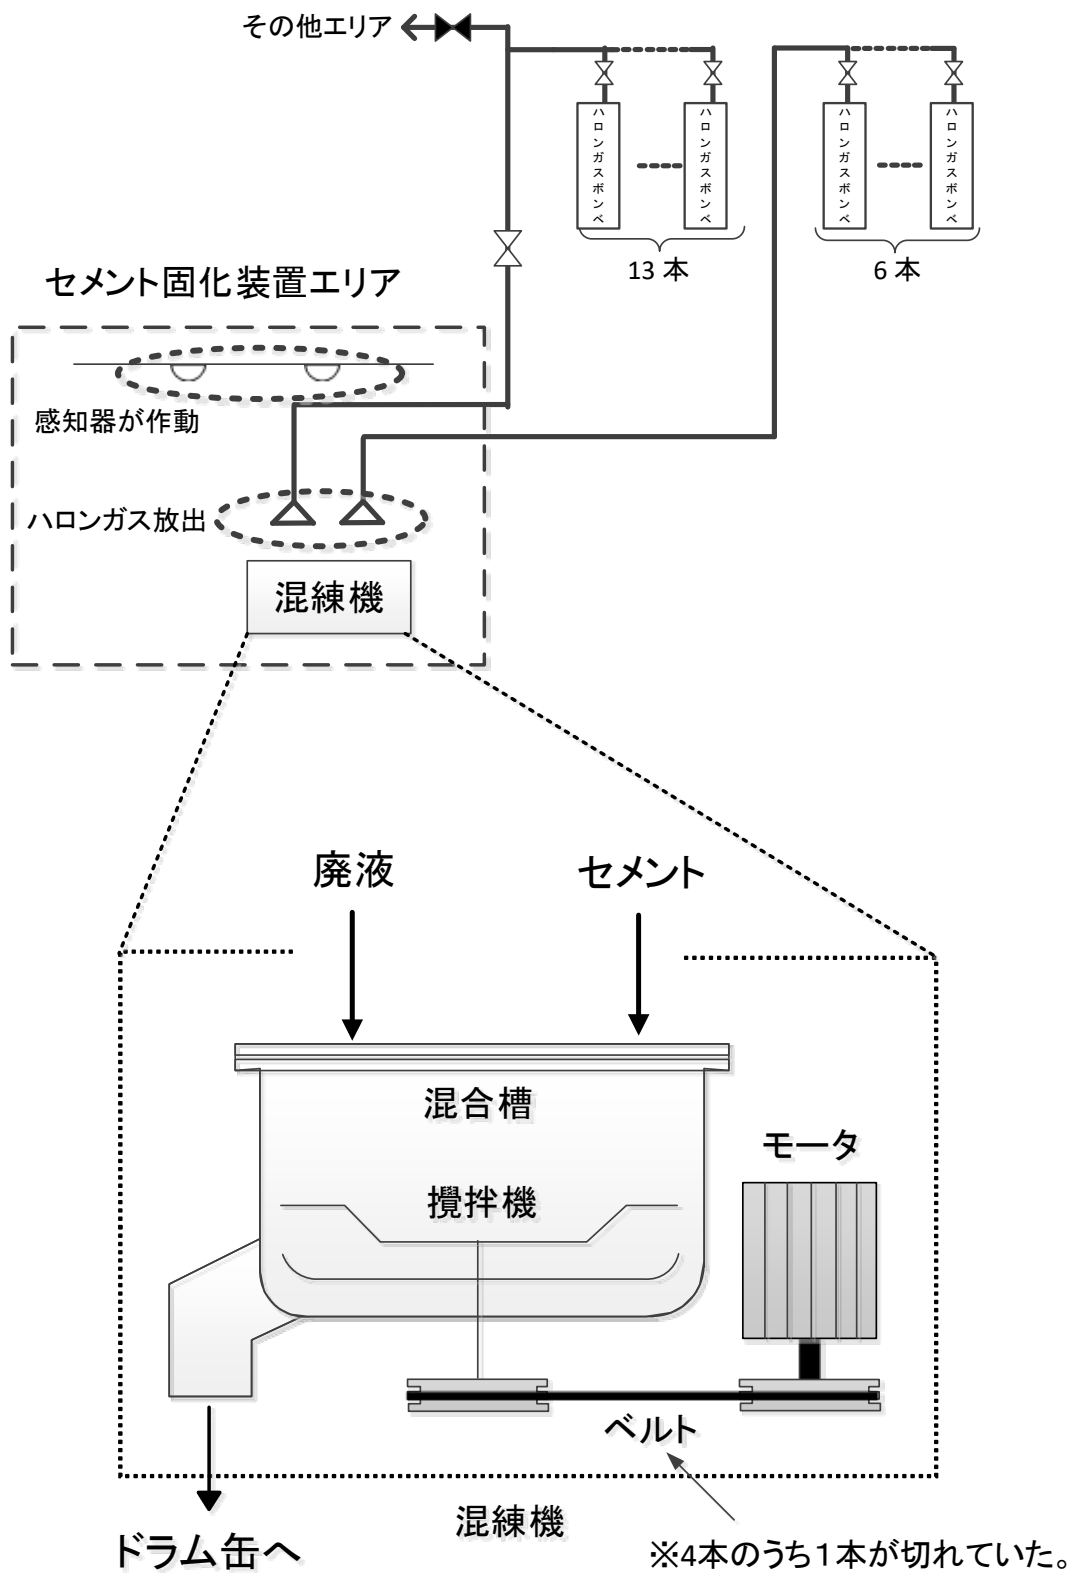 その他エリア
ハロンガスボンベ
ハロンガスボンベ
ハロンガスボンベ
ハロンガスボンベ
13 本
6 本
セメント固化装置エリア
感知器が作動
ハロンガス放出
混練機
廃液
セメント
混合槽
モータ
攪拌機
ベルト
混練機
ドラム缶へ
※4本のうち1本が切れていた。